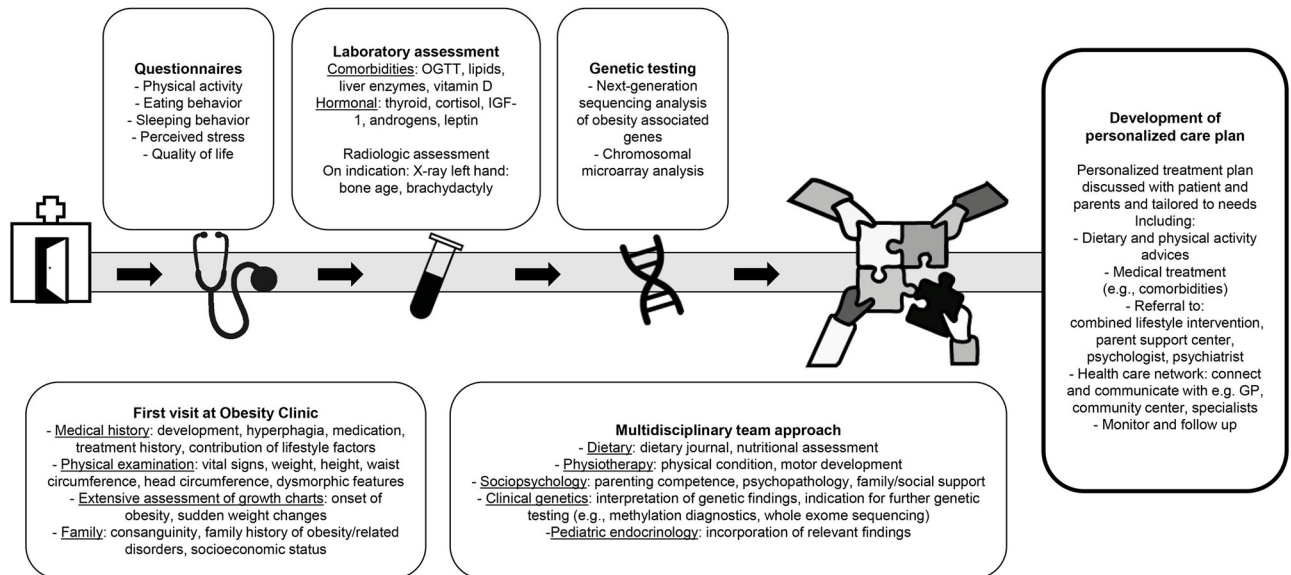 Questionnaires
- Physical activity
- Eating behavior
- Sleeping behavior
- Perceived stress
- Quality of life
Laboratory assessment
Comorbidities: OGTT, lipids,
liver enzymes, vitamin D
Hormonal: thyroid, cortisol, IGF-
1, androgens, leptin
Radiologic assessment
On indication: X-ray left hand:
bone age, brachydactyly
Genetic testing
- Next-generation
sequencing analysis
of obesity associated
genes
- Chromosomal
microarray analysis
Development of
personalized care plan
Personalized treatment plan
discussed with patient and
parents and tailored to needs
Including:
- Dietary and physical activity
advices
- Medical treatment
(e.g., comorbidities)
- Referral to:
combined lifestyle intervention,
parent support center,
psychologist, psychiatrist
- Health care network: connect
and communicate with e.g. GP,
community center, specialists
- Monitor and follow up
First visit at Obesity Clinic
- Medical history: development, hyperphagia, medication,
treatment history, contribution of lifestyle factors
- Physical examination: vital signs, weight, height, waist
circumference, head circumference, dysmorphic features
- Extensive assessment of growth charts: onset of
obesity, sudden weight changes
- Family: consanguinity, family history of obesity/related
disorders, socioeconomic status
Multidisciplinary team approach
- Dietary: dietary journal, nutritional assessment
- Physiotherapy: physical condition, motor development
- Sociopsychology: parenting competence, psychopathology, family/social support
- Clinical genetics: interpretation of genetic findings, indication for further genetic
testing (e.g., methylation diagnostics, whole exome sequencing)
-Pediatric endocrinology: incorporation of relevant findings